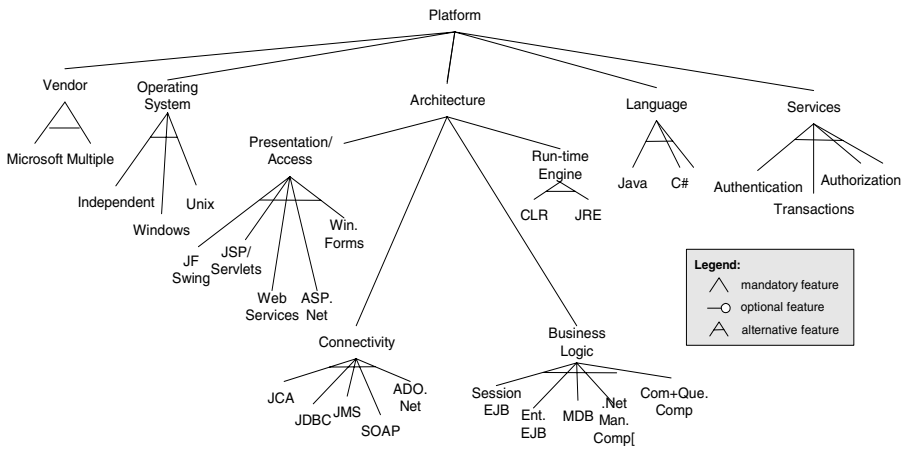 Platform
Vendor
Operating
System
Architecture
Language
Services
Microsoft Multiple
Independent
Windows
Unix
Presentation/
Access
Run-time
Engine
Java
C#
Authentication
Authorization
Transactions
CLR
JRE
JF
Swing
JSP/
Servlets
Web
Services
ASP.
Net
Win.
Forms
Connectivity
Business
Logic
JCA
JDBC
JMS
SOAP
ADO.
Net
Session
EJB
Ent.
EJB
MDB
.Net
Man.
Comp[
Com+Que.
Comp
Legend:
mandatory feature
optional feature
alternative feature